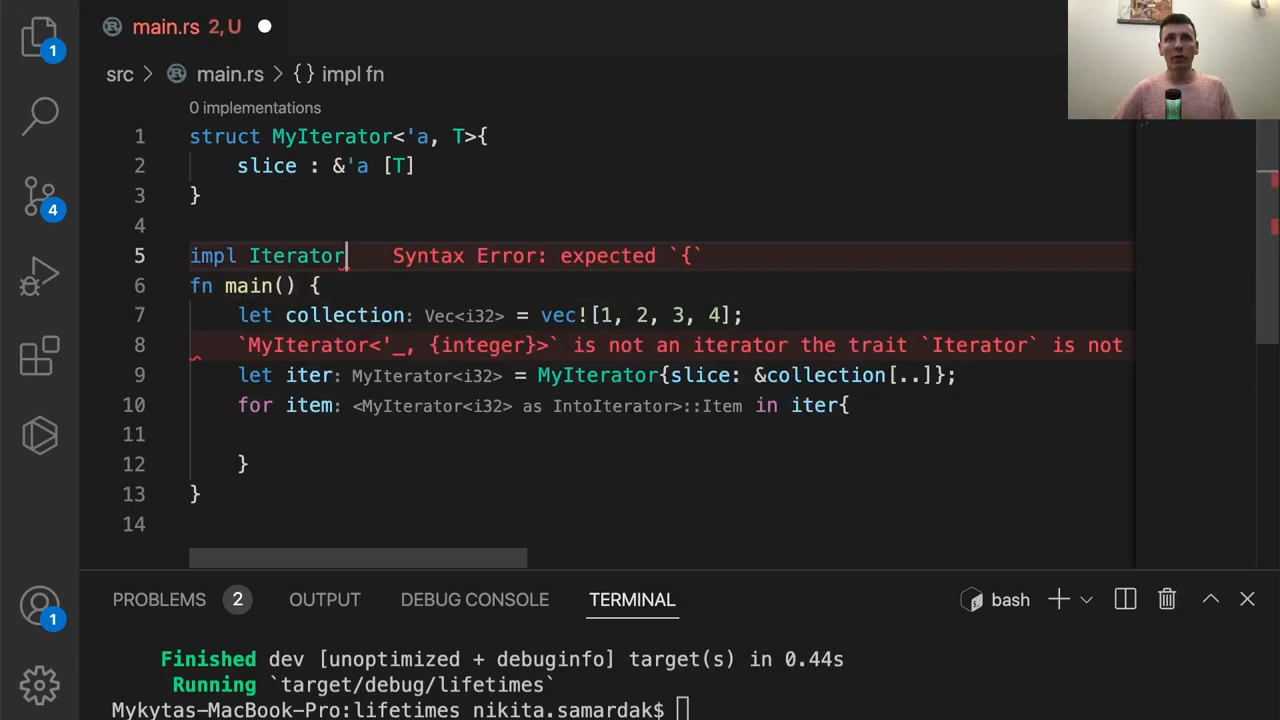 1
main.rs 2, U
src > main.rs > {} impl fn
0 implementations
1 struct MyIterator<'a, T>{
2 slice : &'a [T]
3 }
4
5 impl Iterator Syntax Error: expected `{`
6 fn main() {
7 let collection: Vec<i32> = vec![1, 2, 3, 4];
8 `MyIterator<'_, {integer}>` is not an iterator the trait `Iterator` is not
9 let iter: MyIterator<i32> = MyIterator{slice: &collection[..]};
10 for item: <MyIterator<i32> as IntoIterator>::Item in iter{
11
12 }
13 }
14
4
1
PROBLEMS 2 OUTPUT DEBUG CONSOLE TERMINAL bash
Finished dev [unoptimized + debuginfo] target(s) in 0.44s
Running `target/debug/lifetimes`
Mykytas-MacBook-Pro:lifetimes nikita.samardak$